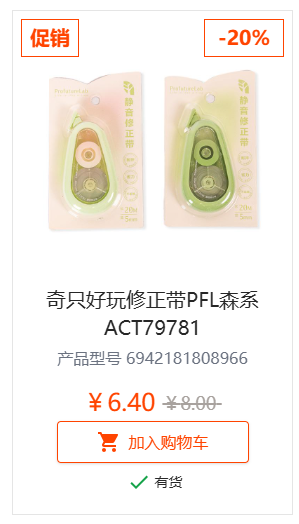 促销
-20%
静音修正带
静音修正带
奇只好玩修正带PFL森系
ACT79781
产品型号 6942181808966
￥6.40 ￥8.00
加入购物车
有货